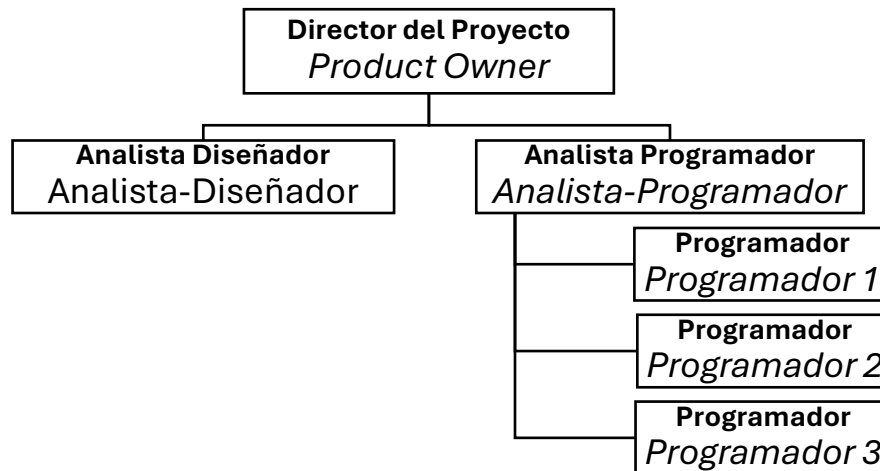 Director del Proyecto
Product Owner
Analista Diseñador
Analista-Diseñador
Analista Programador
Analista-Programador
Programador
Programador 1
Programador
Programador 2
Programador
Programador 3